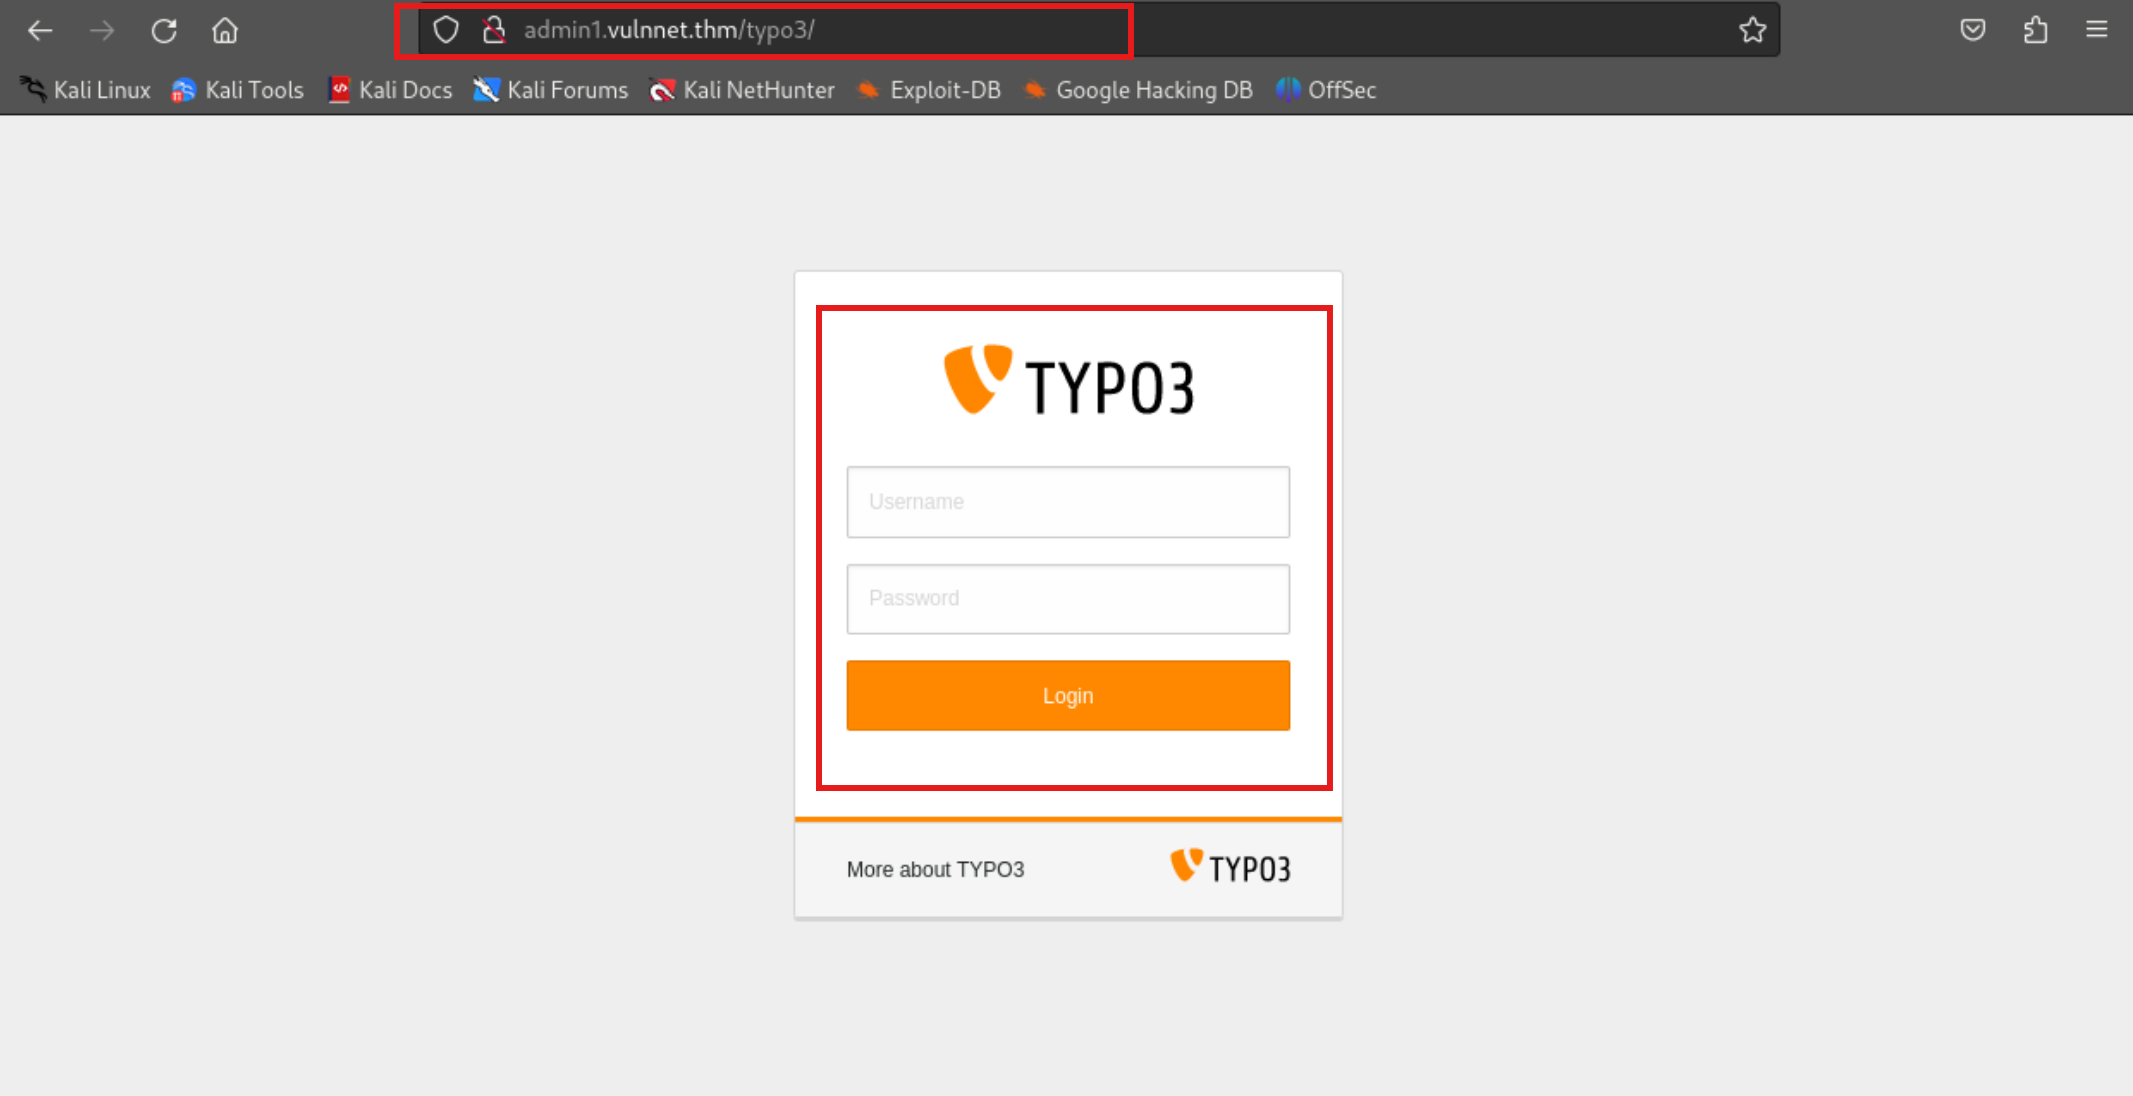 admin1.vulnnet.thm/typo3/
Kali Linux Kali Tools Kali Docs Kali Forums Kali NetHunter Exploit-DB Google Hacking DB OffSec
TYPO3
Username
Password
Login
More about TYPO3 TYPO3